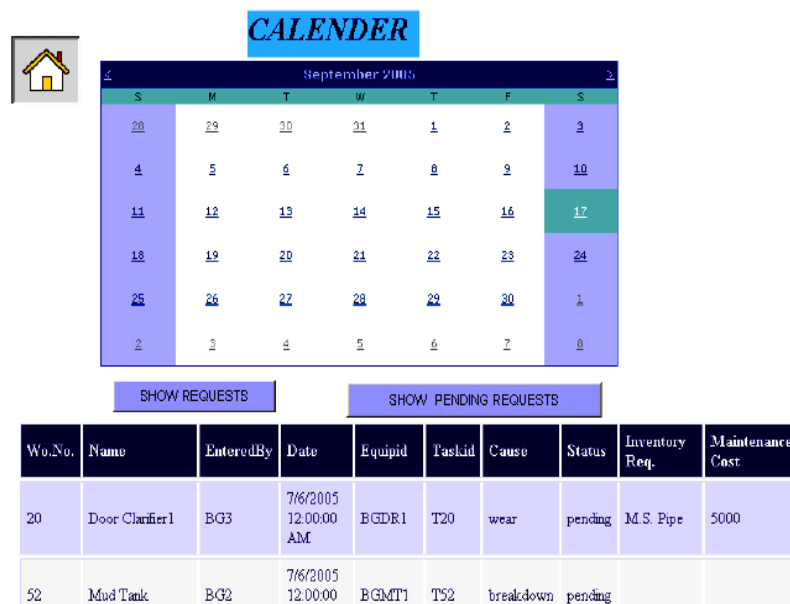 CALENDER
< September 2005 >
S M T W T F S
28 29 30 31 1 2 3
4 5 6 7 8 9 10
11 12 13 14 15 16 17
18 19 20 21 22 23 24
25 26 27 28 29 30 1
2 3 4 5 6 7 8
SHOW REQUESTS SHOW PENDING REQUESTS
Wo.No. Name EnteredBy Date Equipid Taskid Cause Status Inventory Req. Maintenance Cost
20 Door Clarifier1 BG3 7/6/2005 12:00:00 AM BGDR1 T20 wear pending M.S. Pipe 5000
52 Mud Tank BG2 7/6/2005 12:00:00 BGMT1 T52 breakdown pending